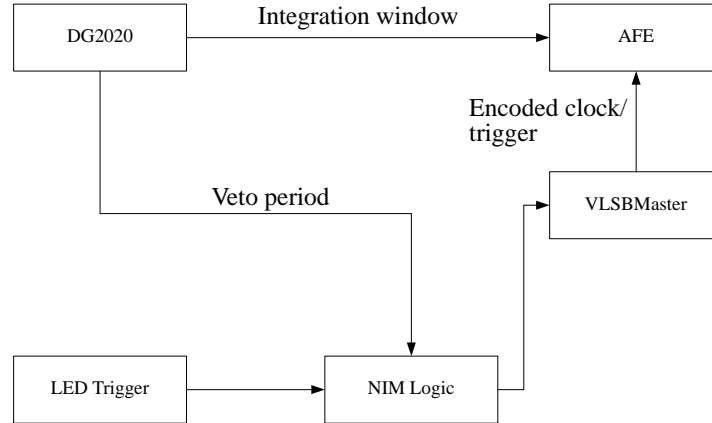 Integration window
DG2020
AFE
Encoded clock/
trigger
Veto period
VLSBMaster
LED Trigger
NIM Logic